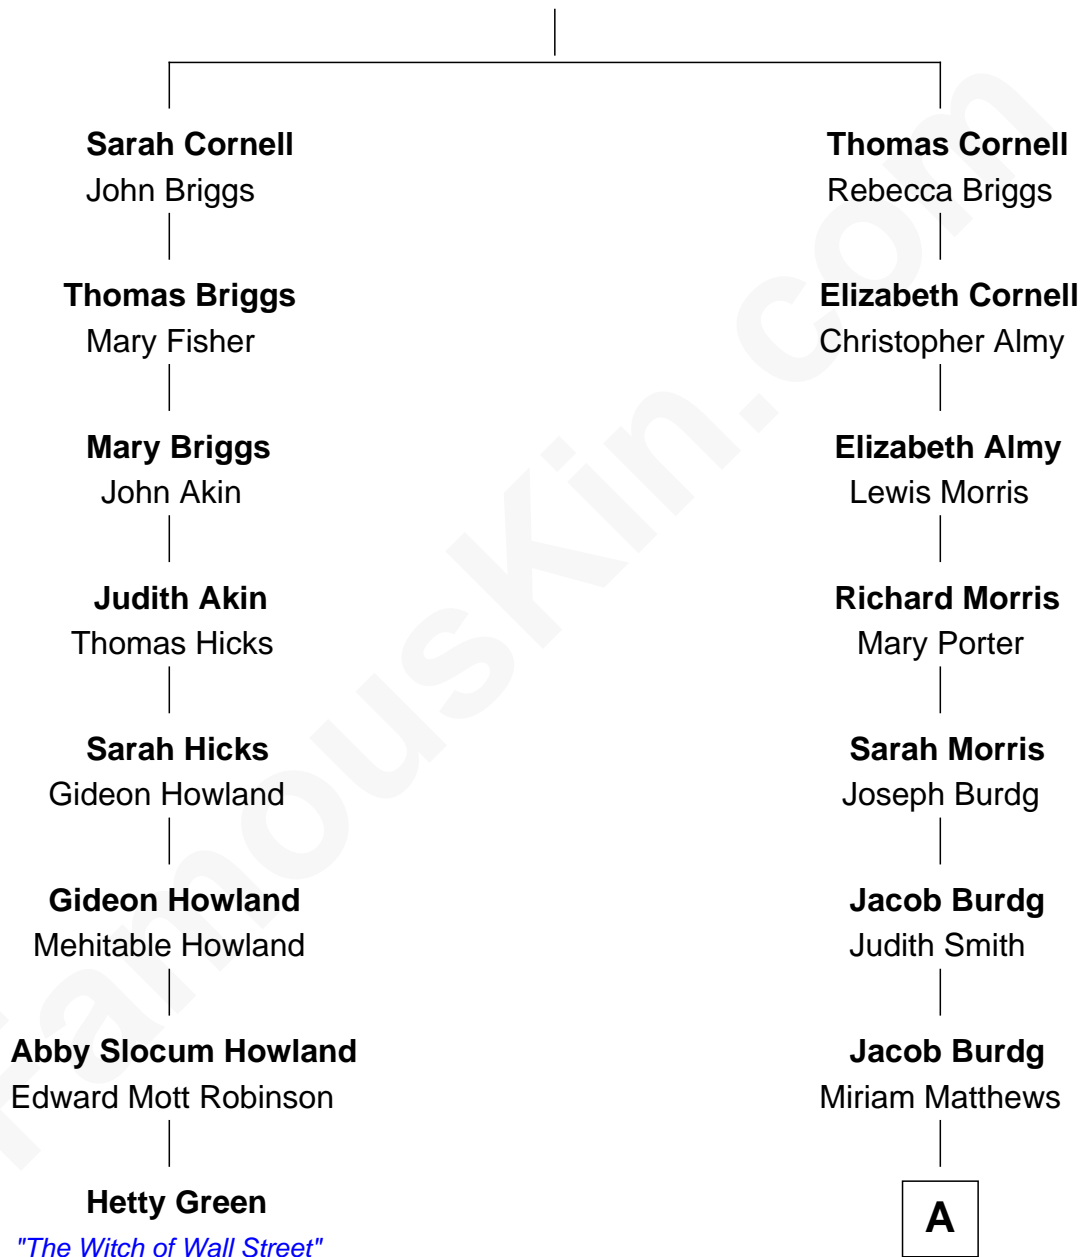 Sarah Cornell
John Briggs
Thomas Briggs
Mary Fisher
Mary Briggs
John Akin
Judith Akin
Thomas Hicks
Sarah Hicks
Gideon Howland
Gideon Howland
Mehitable Howland
Abby Slocum Howland
Edward Mott Robinson
Hetty Green
"The Witch of Wall Street"
Thomas Cornell
Rebecca Briggs
Elizabeth Cornell
Christopher Almy
Elizabeth Almy
Lewis Morris
Richard Morris
Mary Porter
Sarah Morris
Joseph Burdg
Jacob Burdg
Judith Smith
Jacob Burdg
Miriam Matthews
A
FamousKin.com